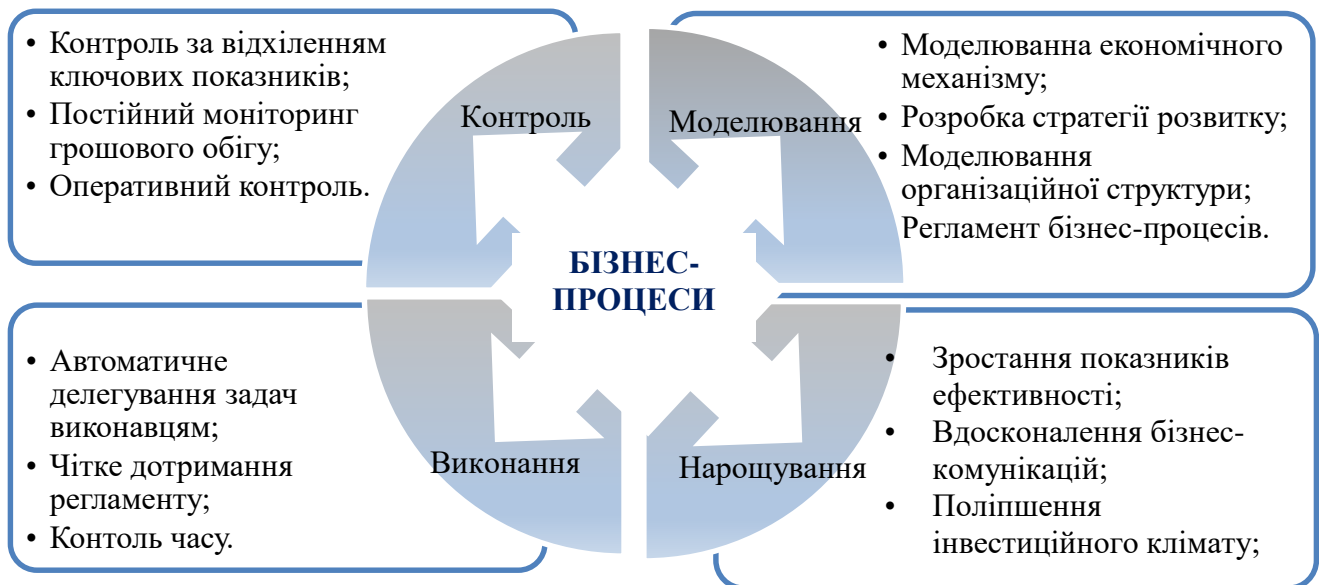 • Контроль за відхіленням
ключових показників;
• Постійний моніторинг
грошового обігу;
• Оперативний контроль.
Контроль
Моделювання
• Моделюванна економічного
механізму;
• Розробка стратегії розвитку;
• Моделювання
організаційної структури;
Регламент бізнес-процесів.
БІЗНЕС-
ПРОЦЕСИ
• Автоматичне
делегування задач
виконавцям;
• Чітке дотримання
регламенту;
• Контоль часу.
Виконання
Нарощування
• Зростання показників
ефективності;
• Вдосконалення бізнес-
комунікацій;
• Поліпшення
інвестиційного клімату;